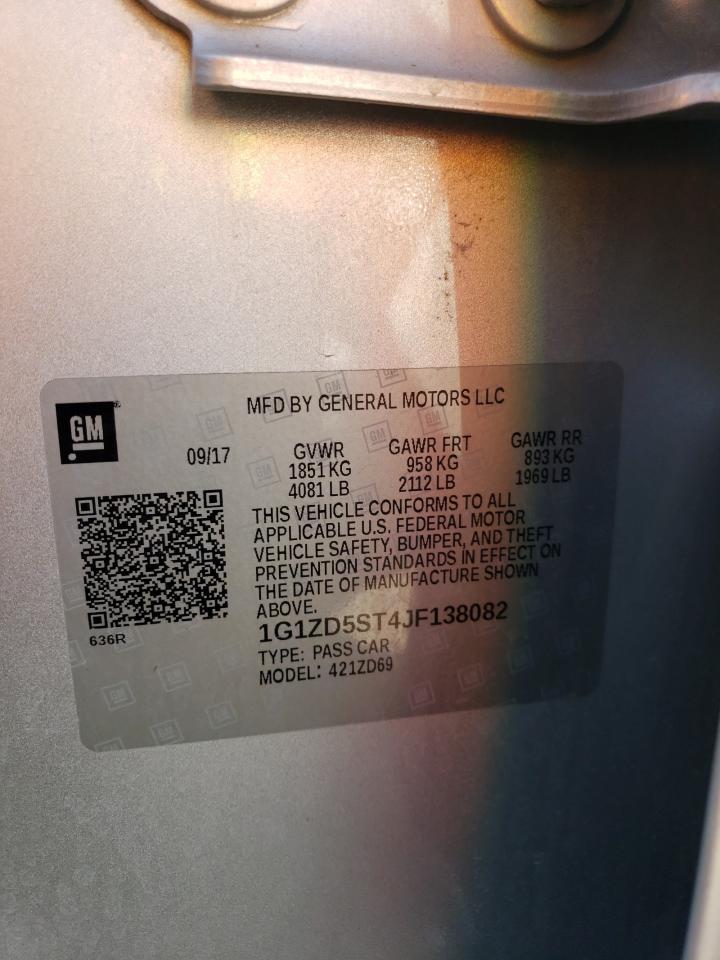 GM
MFD BY GENERAL MOTORS LLC
09/17
GVWR GAWR FRT GAWR RR
1851 KG 958 KG 893 KG
4081 LB 2112 LB 1969 LB
THIS VEHICLE CONFORMS TO ALL
APPLICABLE U.S. FEDERAL MOTOR
VEHICLE SAFETY, BUMPER, AND THEFT
PREVENTION STANDARDS IN EFFECT ON
THE DATE OF MANUFACTURE SHOWN
ABOVE.
1G1ZD5ST4JF138082
636R
TYPE: PASS CAR
MODEL: 421ZD69